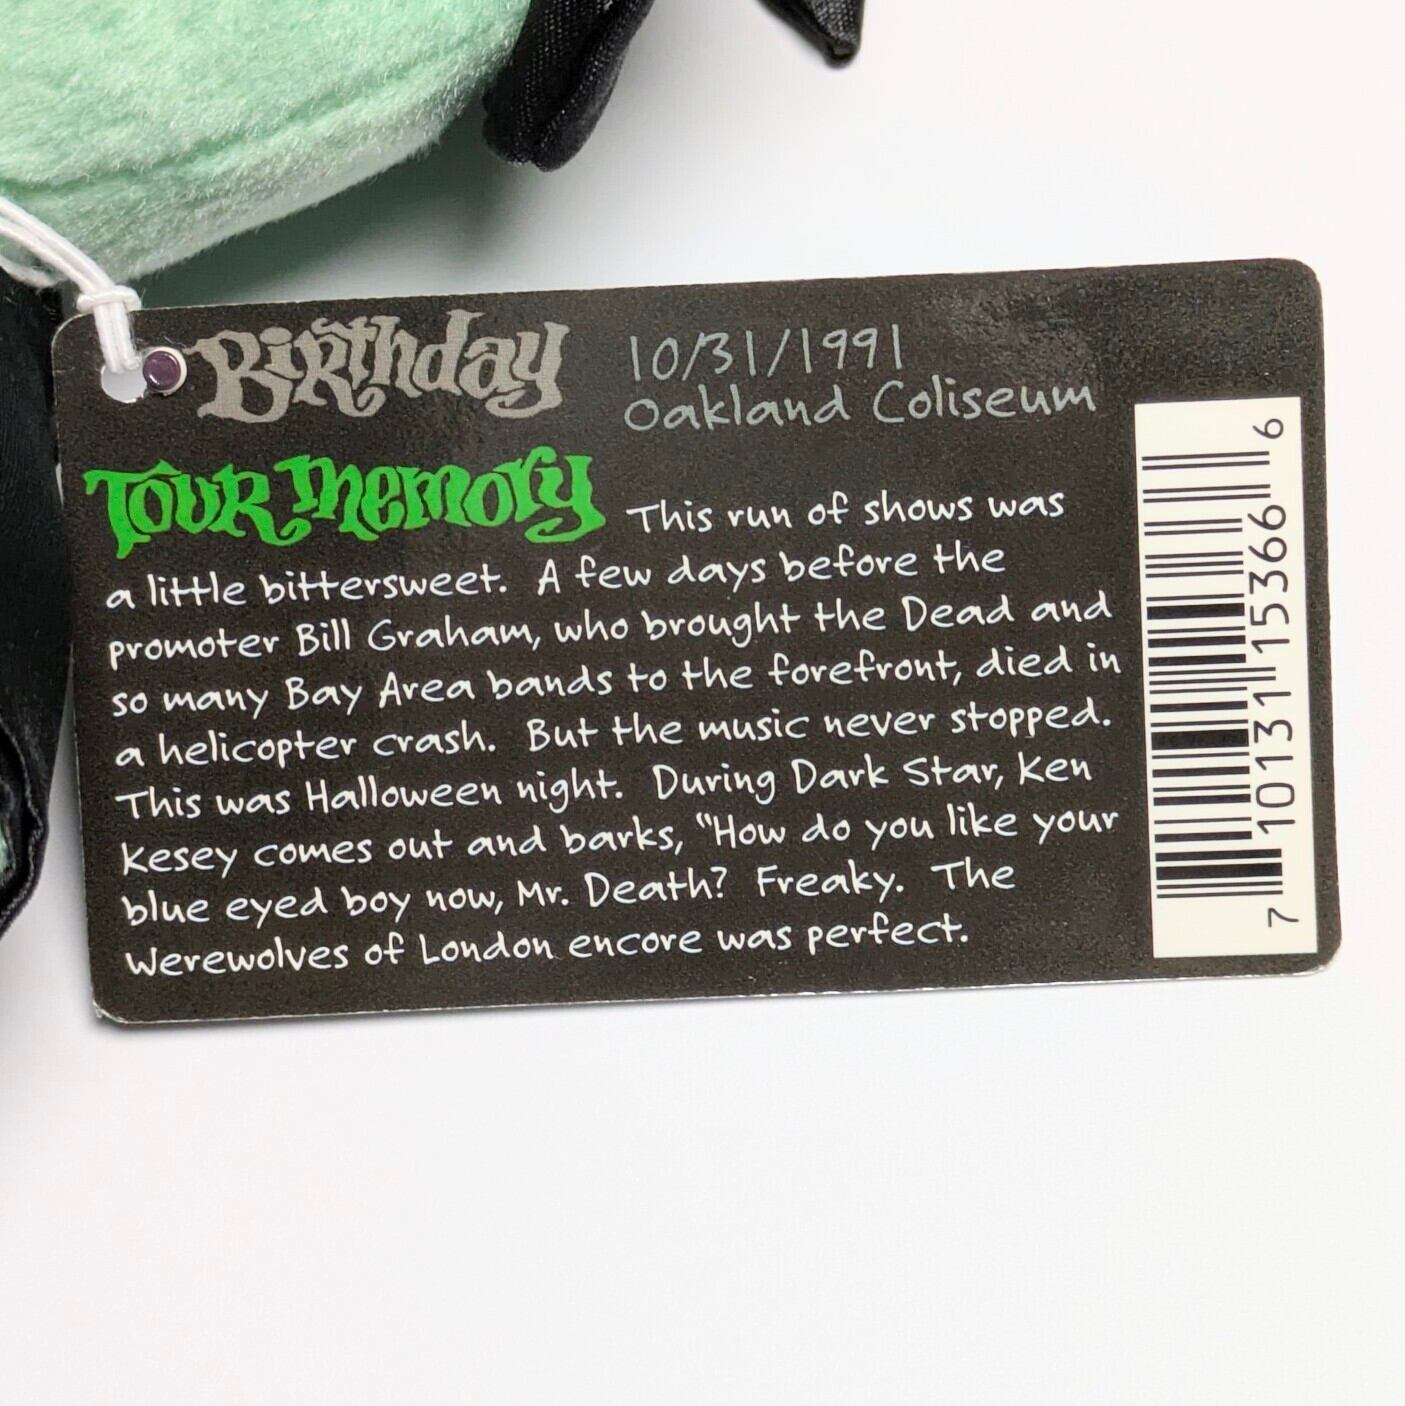 Birthday 10/31/1991
Oakland Coliseum
Tour Memory This run of shows was
a little bittersweet. A few days before the
promoter Bill Graham, who brought the Dead and
so many Bay Area bands to the forefront, died in
a helicopter crash. But the music never stopped.
This was Halloween night. During Dark Star, Ken
Kesey comes out and barks, "How do you like your
blue eyed boy now, Mr. Death? Freaky. The
Werewolves of London encore was perfect.
7 10131 15366 6